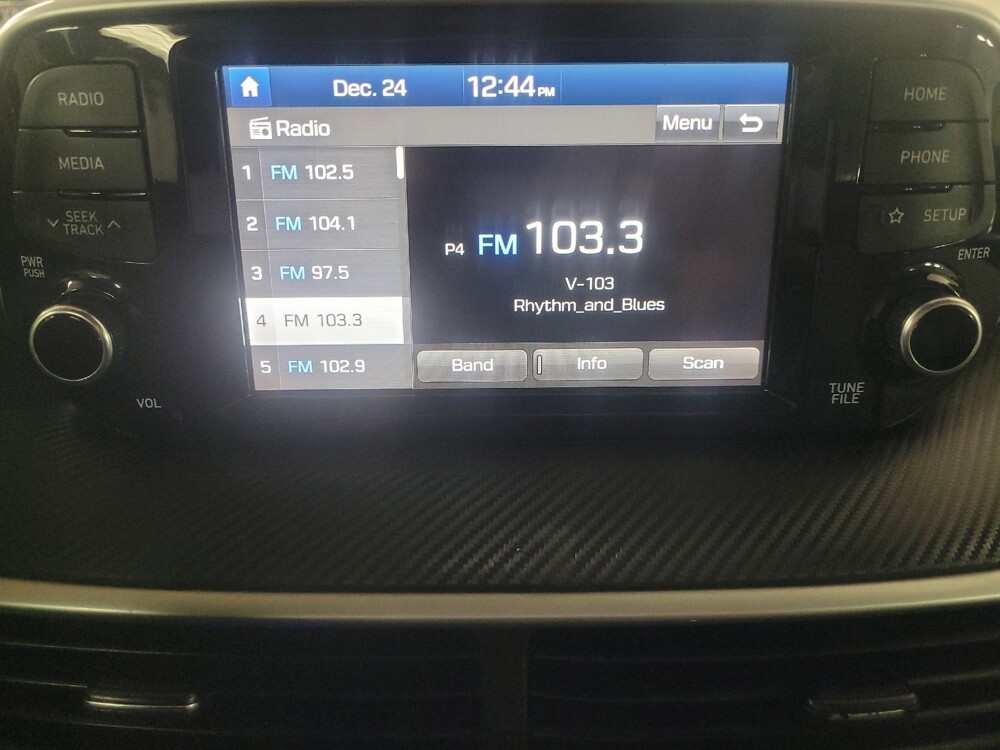 RADIO
MEDIA
SEEK
TRACK
PWR
PUSH
VOL
Dec. 24 12:44 PM
Radio
Menu
1 FM 102.5
2 FM 104.1
3 FM 97.5
4 FM 103.3
5 FM 102.9
P4 FM 103.3
V-103
Rhythm_and_Blues
Band Info Scan
HOME
PHONE
SETUP
ENTER
TUNE
FILE